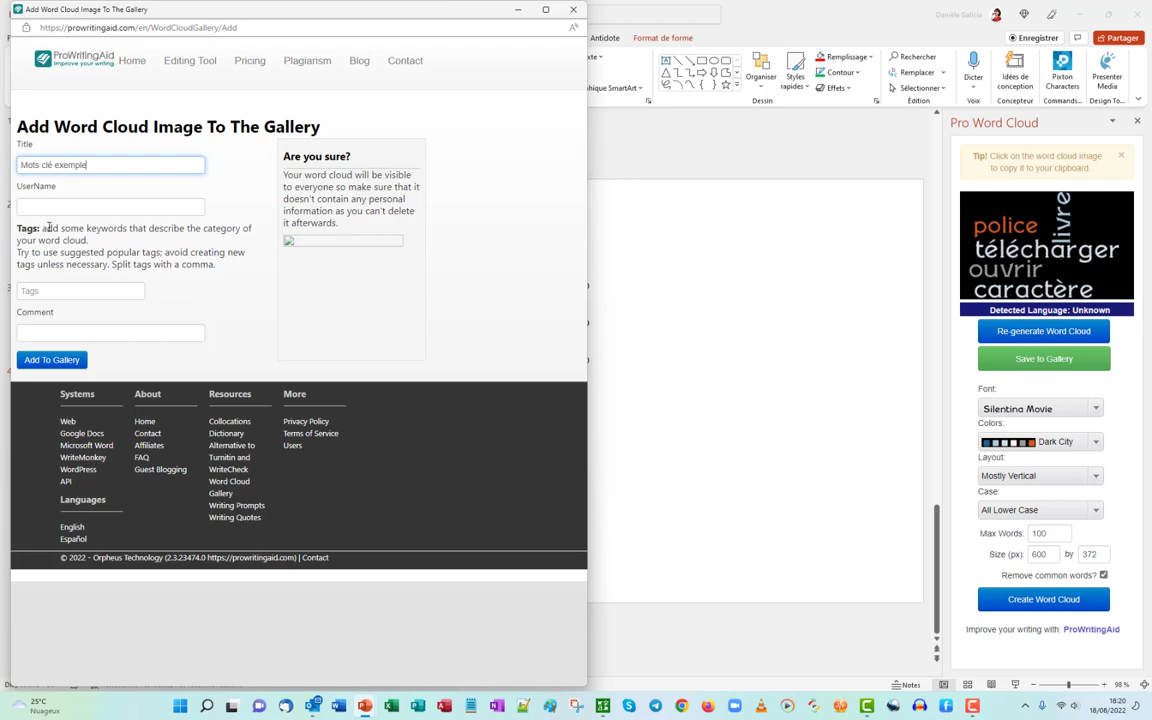 Add Word Cloud Image To The Gallery
https://prowritingaid.com/en/WordCloudGallery/Add
ProWritingAid
Improve your writing
Home
Editing Tool
Pricing
Plagiarism
Blog
Contact
Add Word Cloud Image To The Gallery
Title
Mots clé exemple
UserName
Tags: add some keywords that describe the category of
your word cloud.
Try to use suggested popular tags; avoid creating new
tags unless necessary. Split tags with a comma.
Tags
Comment
Add To Gallery
Are you sure?
Your word cloud will be visible
to everyone so make sure that it
doesn't contain any personal
information as you can't delete
it afterwards.
Systems
Web
Google Docs
Microsoft Word
WriteMonkey
WordPress
API
Languages
English
Español
About
Home
Contact
Affiliates
FAQ
Guest Blogging
Resources
Collocations
Dictionary
Alternative to
Turnitin and
WriteCheck
Word Cloud
Gallery
Writing Prompts
Writing Quotes
More
Privacy Policy
Terms of Service
Users
© 2022 - Orpheus Technology (2.3.23474.0 https://prowritingaid.com) | Contact
Danièle Galicia
Antidote
Format de forme
Enregistrer
Partager
Organiser
Styles
rapides
Remplissage
Contour
Effets
Dessin
Rechercher
Remplacer
Sélectionner
Édition
Dicter
Voix
Idées de
conception
Concepteur
Pixton
Characters
Commands...
Presenter
Media
Design To...
phique SmartArt
Pro Word Cloud
Tip! Click on the word cloud image
to copy it to your clipboard.
police
livre
télécharger
ouvrir
caractère
Detected Language: Unknown
Re-generate Word Cloud
Save to Gallery
Font:
Silentina Movie
Colors:
Dark City
Layout:
Mostly Vertical
Case:
All Lower Case
Max Words: 100
Size (px): 600 by 372
Remove common words?
Create Word Cloud
Improve your writing with: ProWritingAid
Notes
98 %
25°C
Nuageux
18:20
18/08/2022